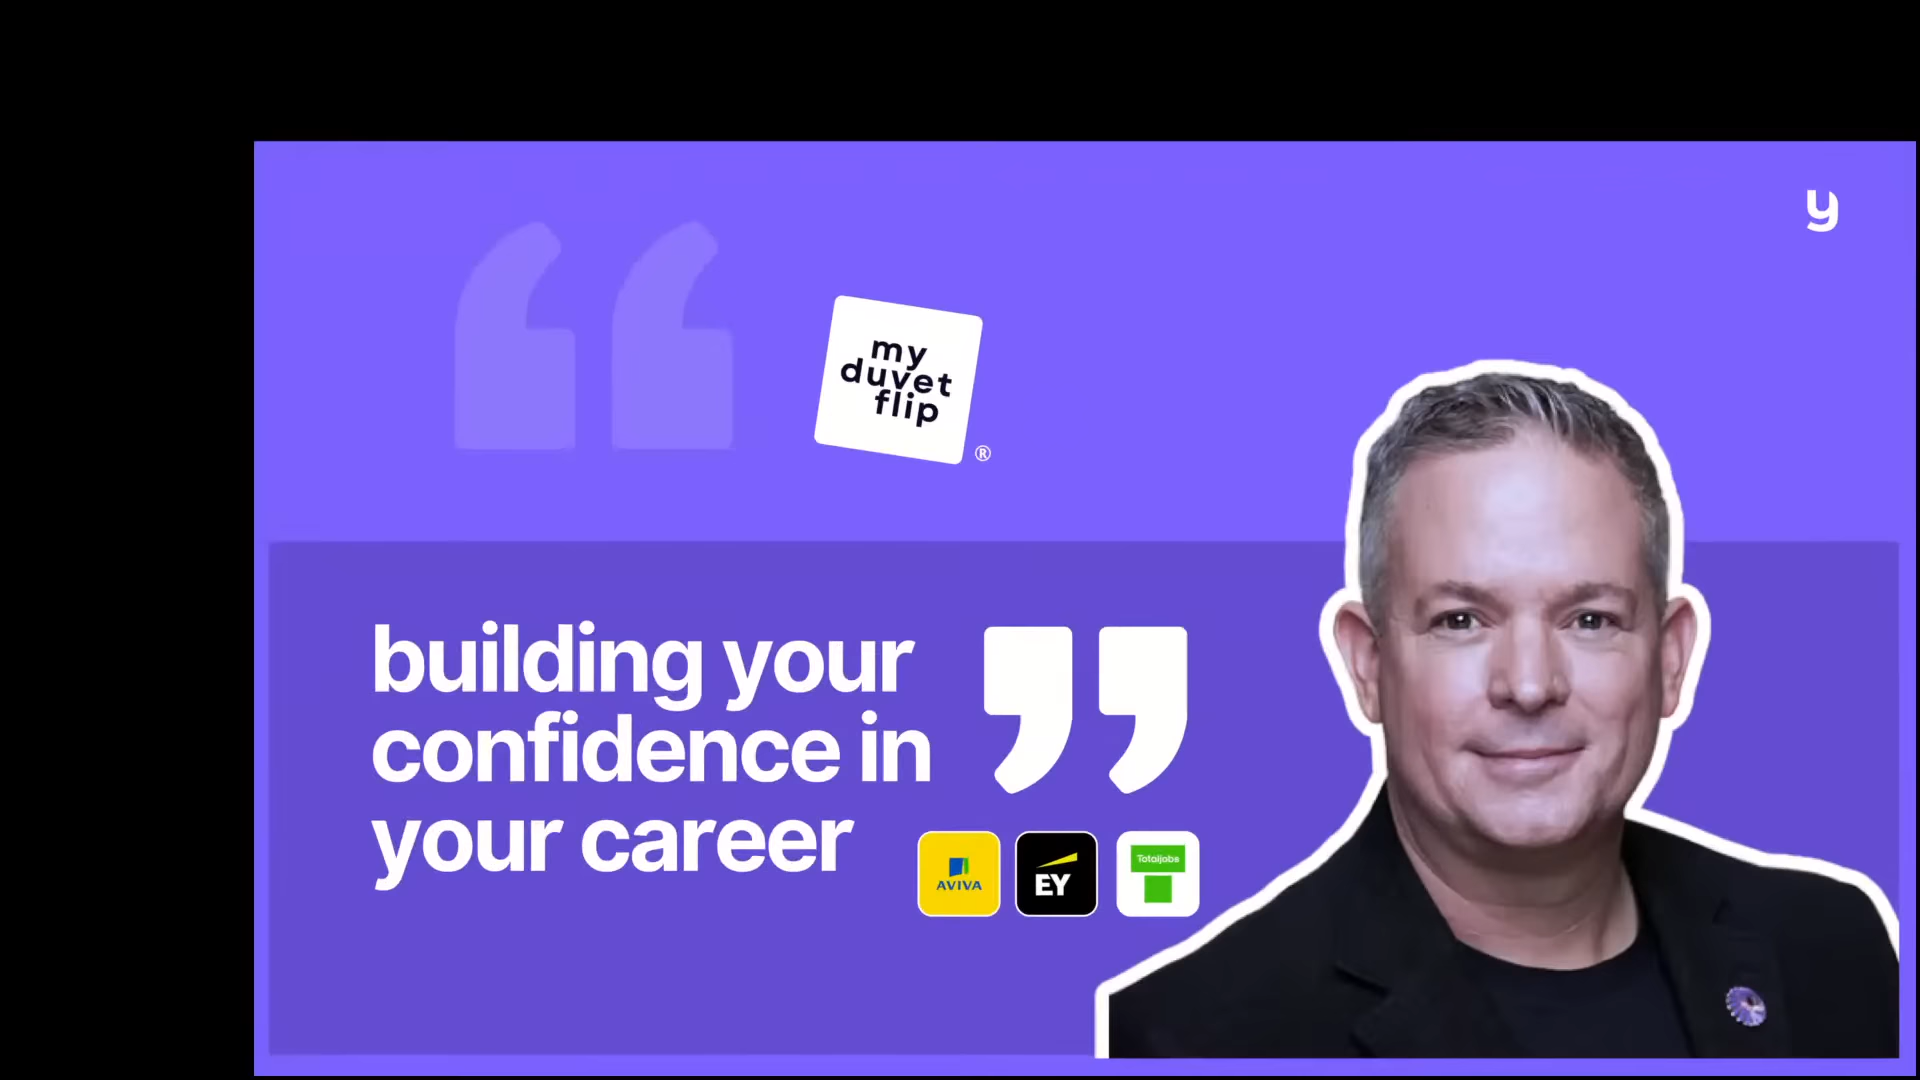 y
my
duvet
flip
®
building your
confidence in
your career
AVIVA
EY
Totaljobs